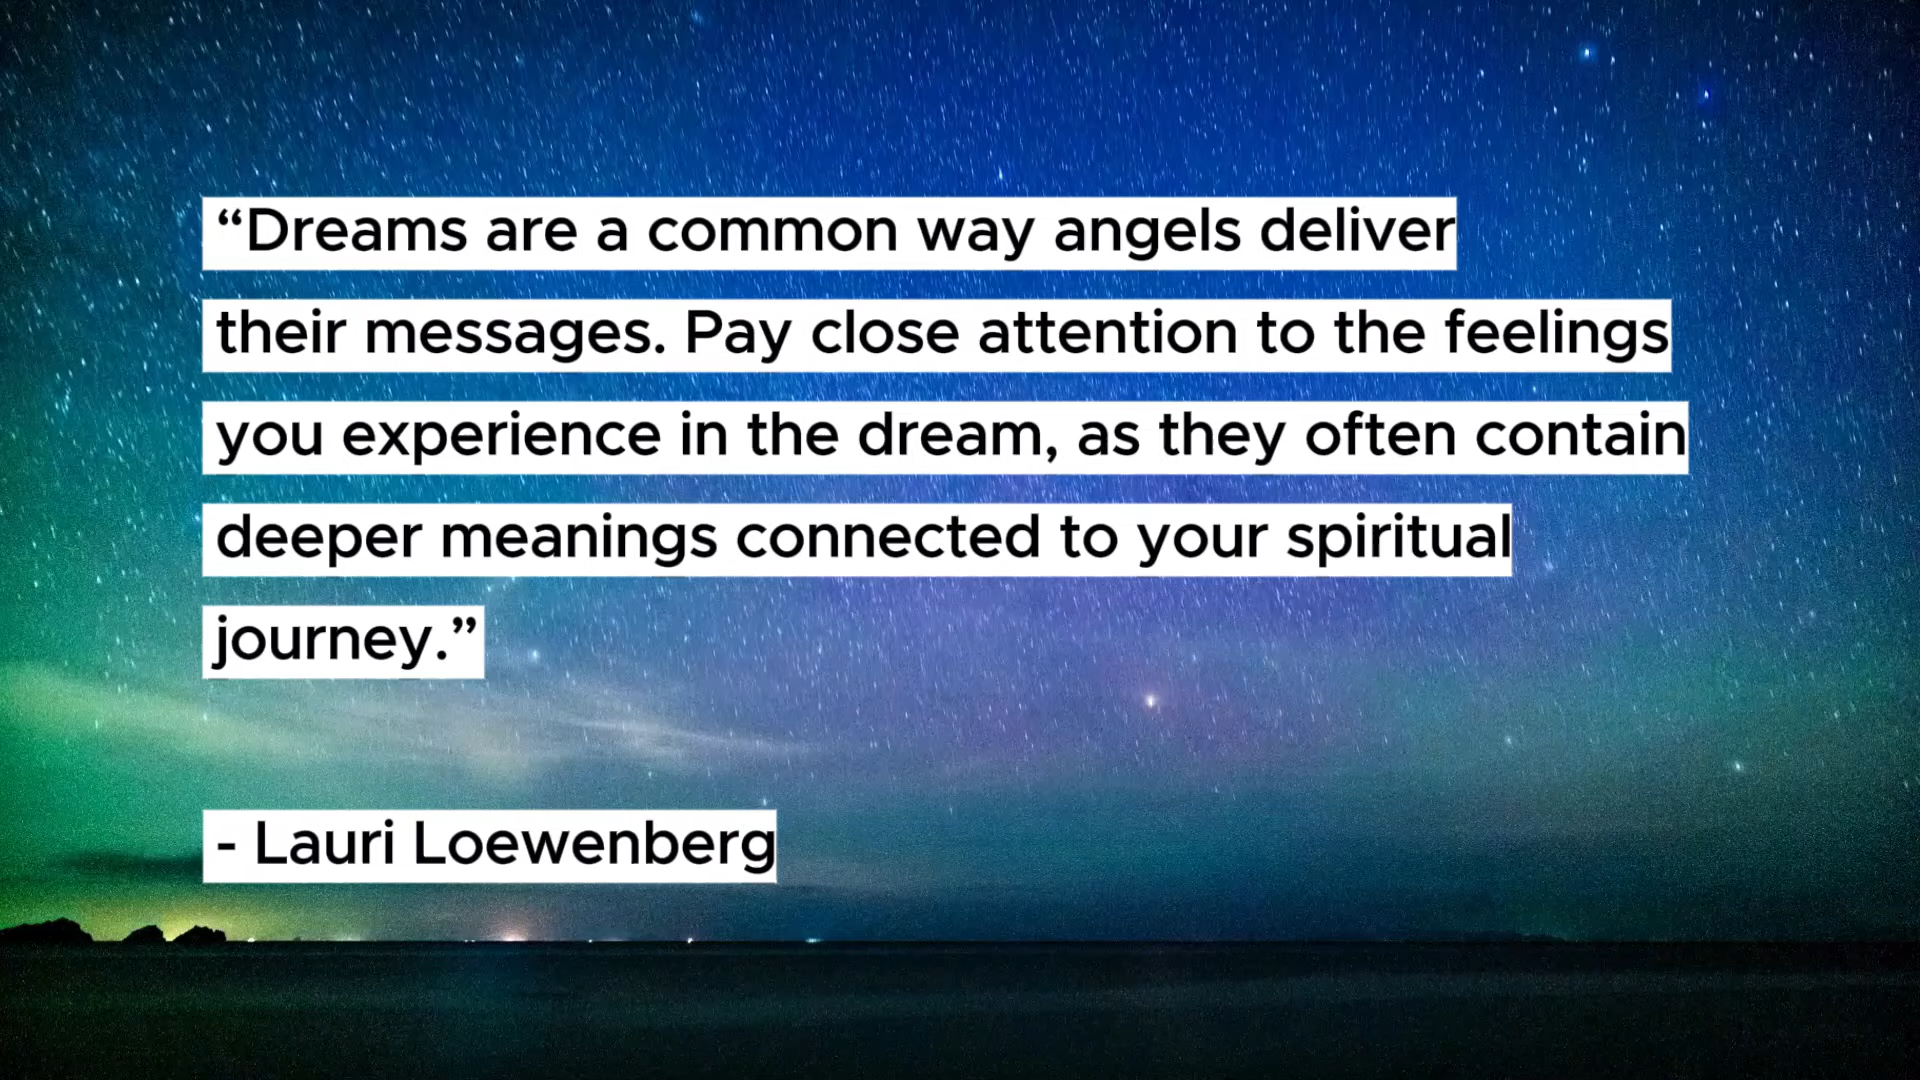 “Dreams are a common way angels deliver
their messages. Pay close attention to the feelings
you experience in the dream, as they often contain
deeper meanings connected to your spiritual
journey.”
- Lauri Loewenberg